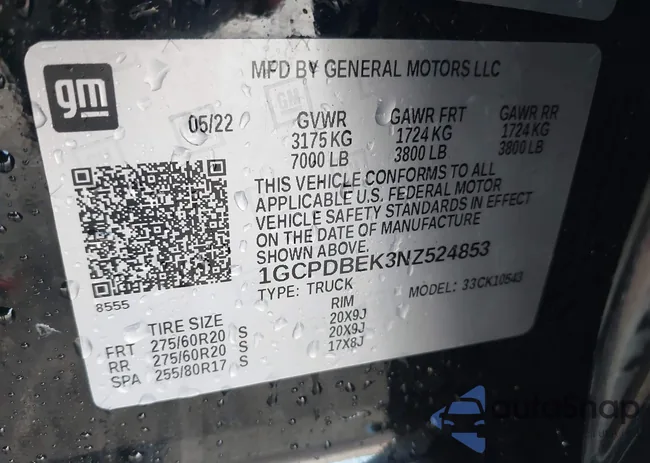 gm
MFD BY GENERAL MOTORS LLC
05/22
GVWR GAWR FRT GAWR RR
3175 KG 1724 KG 1724 KG
7000 LB 3800 LB 3800 LB
THIS VEHICLE CONFORMS TO ALL
APPLICABLE U.S. FEDERAL MOTOR
VEHICLE SAFETY STANDARDS IN EFFECT
ON THE DATE OF MANUFACTURE
SHOWN ABOVE.
1GCPDBEK3NZ524853
TYPE: TRUCK MODEL: 33CK10543
8555
TIRE SIZE RIM
FRT 275/60R20 S 20X9J
RR 275/60R20 S 20X9J
SPA 255/80R17 S 17X8J
autoSnap